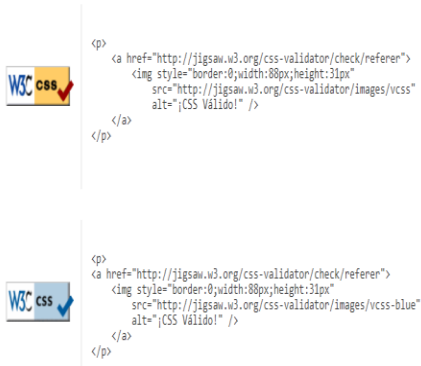 W3C css
<p>
<a href="http://jigsaw.w3.org/css-validator/check/referer">
<img style="border:0;width:88px;height:31px"
src="http://jigsaw.w3.org/css-validator/images/vcss"
alt="¡CSS Válido!" />
</a>
</p>
W3C css
<p>
<a href="http://jigsaw.w3.org/css-validator/check/referer">
<img style="border:0;width:88px;height:31px"
src="http://jigsaw.w3.org/css-validator/images/vcss-blue"
alt="¡CSS Válido!" />
</a>
</p>